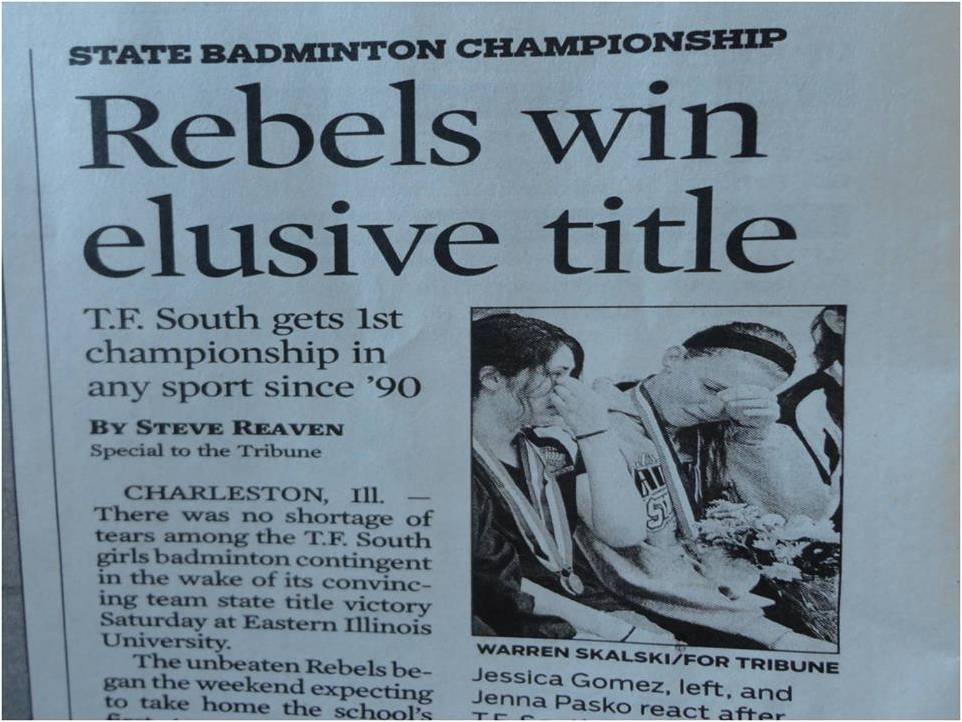 STATE BADMINTON CHAMPIONSHIP
Rebels win
elusive title
T.F. South gets 1st
championship in
any sport since ’90
BY STEVE REAVEN
Special to the Tribune
CHARLESTON, Ill. —
There was no shortage of
tears among the T.F. South
girls badminton contingent
in the wake of its convinc-
ing team state title victory
Saturday at Eastern Illinois
University.
The unbeaten Rebels be-
gan the weekend expecting
to take home the school's
WARREN SKALSKI/FOR TRIBUNE
Jessica Gomez, left, and
Jenna Pasko react after